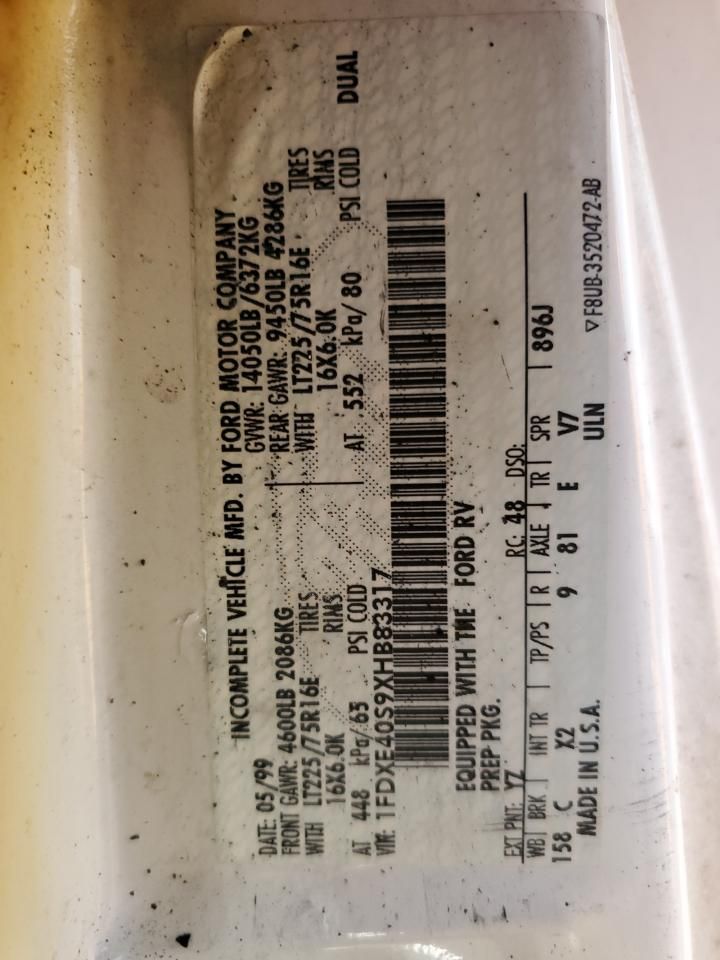 INCOMPLETE VEHICLE MFD. BY FORD MOTOR COMPANY
DATE: 05/99 GVWR: 14050LB/6372KG
FRONT GAWR: 4600LB 2086KG REAR GAWR: 9450LB 4286KG
WITH LT225/75R16E TIRES WITH LT225/75R16E TIRES
16X6.0K RIMS 16X6.0K RIMS
AT 448 kPa/65 PSI COLD AT 552 kPa/80 PSI COLD DUAL
VIN: 1FDXE40S9XHB83317
EQUIPPED WITH THE FORD RV
PREP PKG.
EXT PNT: YZ RC: 48 DSO:
WB BRK INT TR TP/PS R AXLE TR SPR 896J
158 C X2 9 81 E V7
MADE IN U.S.A. ULN ▽F8UB-3520472-AB